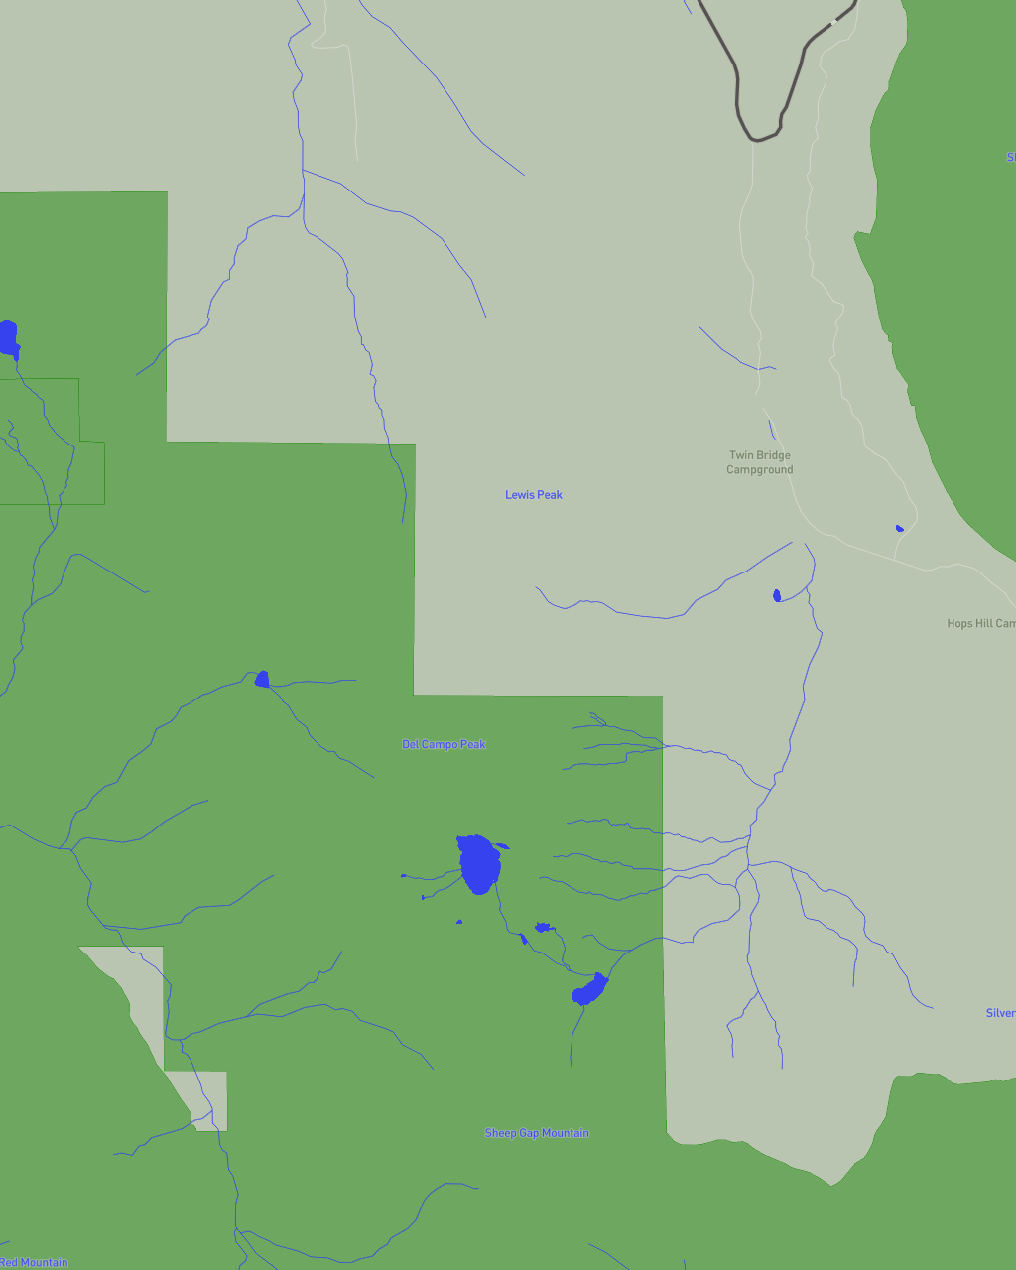 Twin Bridge
Campground
Lewis Peak
Hops Hill Cam
Del Campo Peak
Silver
Sheep Gap Mountain
Red Mountain